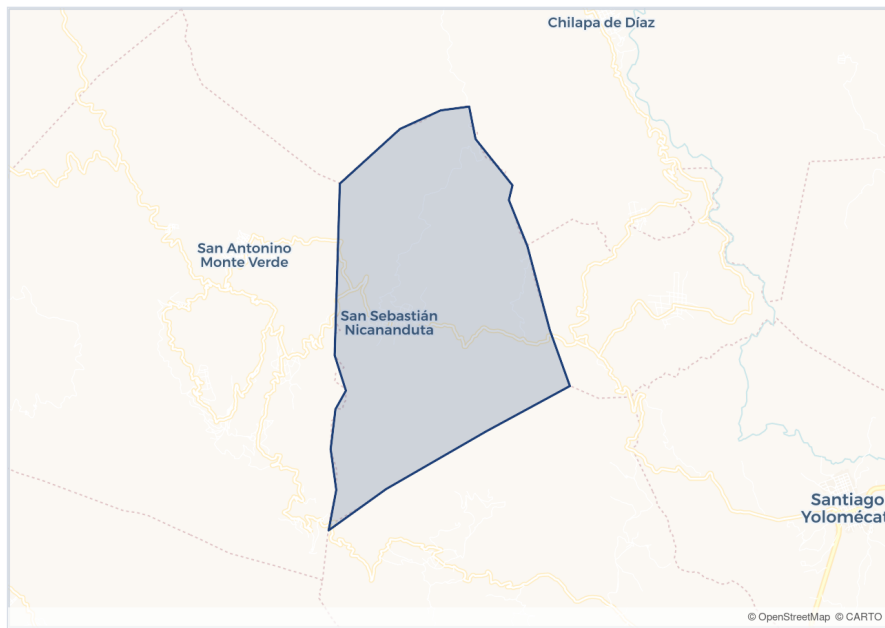 Chilapa de Díaz
San Antonino
Monte Verde
San Sebastián
Nicananduta
Santiago
Yolomécat
© OpenStreetMap © CARTO